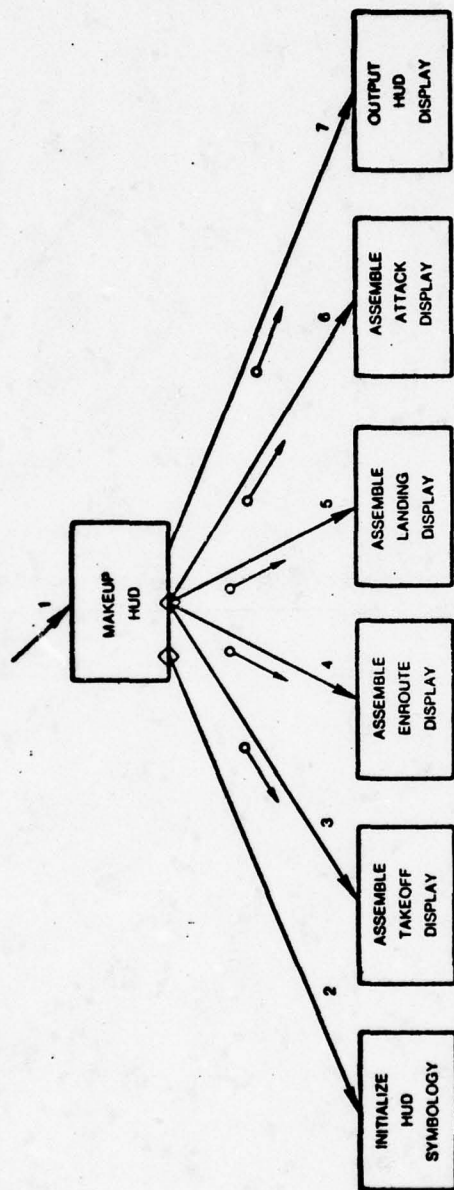 1
MAKEUP
HUD
2
3
4
5
6
7
INITIALIZE
HUD
SYMBOLOGY
ASSEMBLE
TAKEOFF
DISPLAY
ASSEMBLE
ENROUTE
DISPLAY
ASSEMBLE
LANDING
DISPLAY
ASSEMBLE
ATTACK
DISPLAY
OUTPUT
HUD
DISPLAY